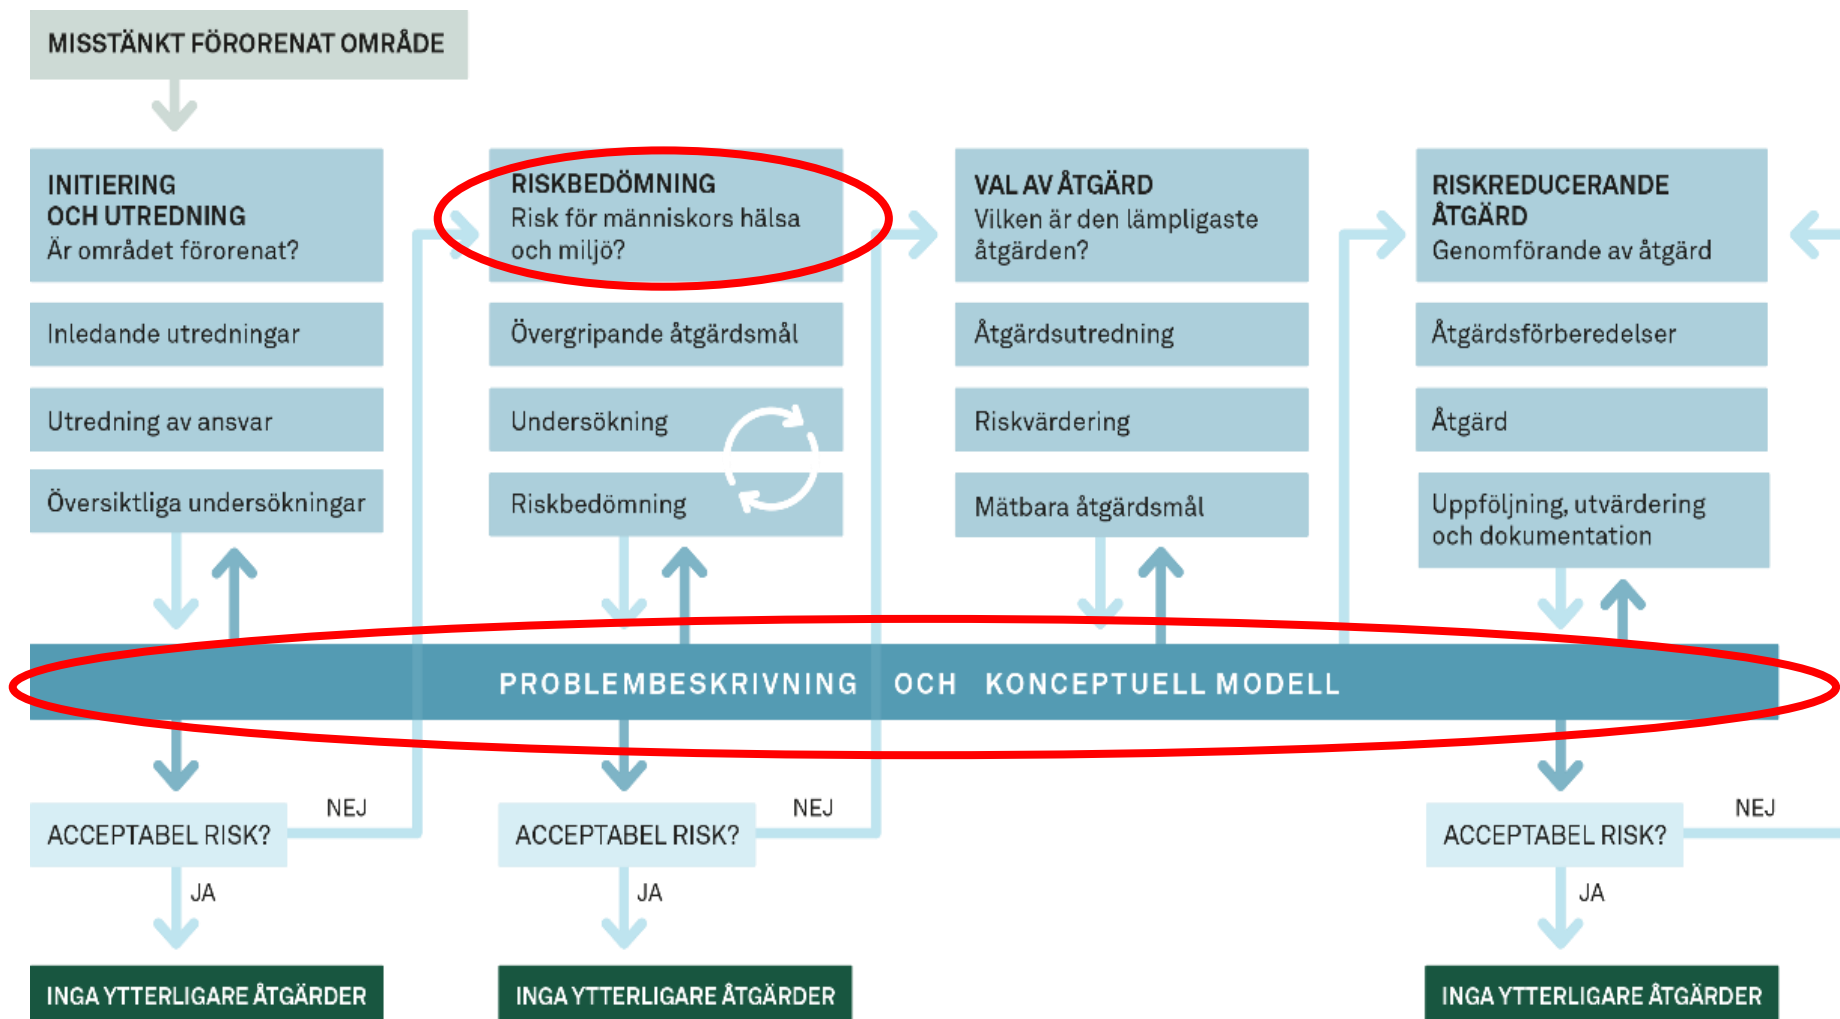 MISSTÄNKT FÖRORENAT OMRÅDE
INITIERING
OCH UTREDNING
Är området förorenat?
Inledande utredningar
Utredning av ansvar
Översiktliga undersökningar
RISKBEDÖMNING
Risk för människors hälsa
och miljö?
Övergripande åtgärdsmål
Undersökning
Riskbedömning
VAL AV ÅTGÄRD
Vilken är den lämpligaste
åtgärden?
Åtgärdsutredning
Riskvärdering
Mätbara åtgärdsmål
RISKREDUCERANDE
ÅTGÄRD
Genomförande av åtgärd
Åtgärdsförberedelser
Åtgärd
Uppföljning, utvärdering
och dokumentation
PROBLEMBESKRIVNING OCH KONCEPTUELL MODELL
ACCEPTABEL RISK?
NEJ
JA
INGA YTTERLIGARE ÅTGÄRDER
ACCEPTABEL RISK?
NEJ
JA
INGA YTTERLIGARE ÅTGÄRDER
ACCEPTABEL RISK?
NEJ
JA
INGA YTTERLIGARE ÅTGÄRDER